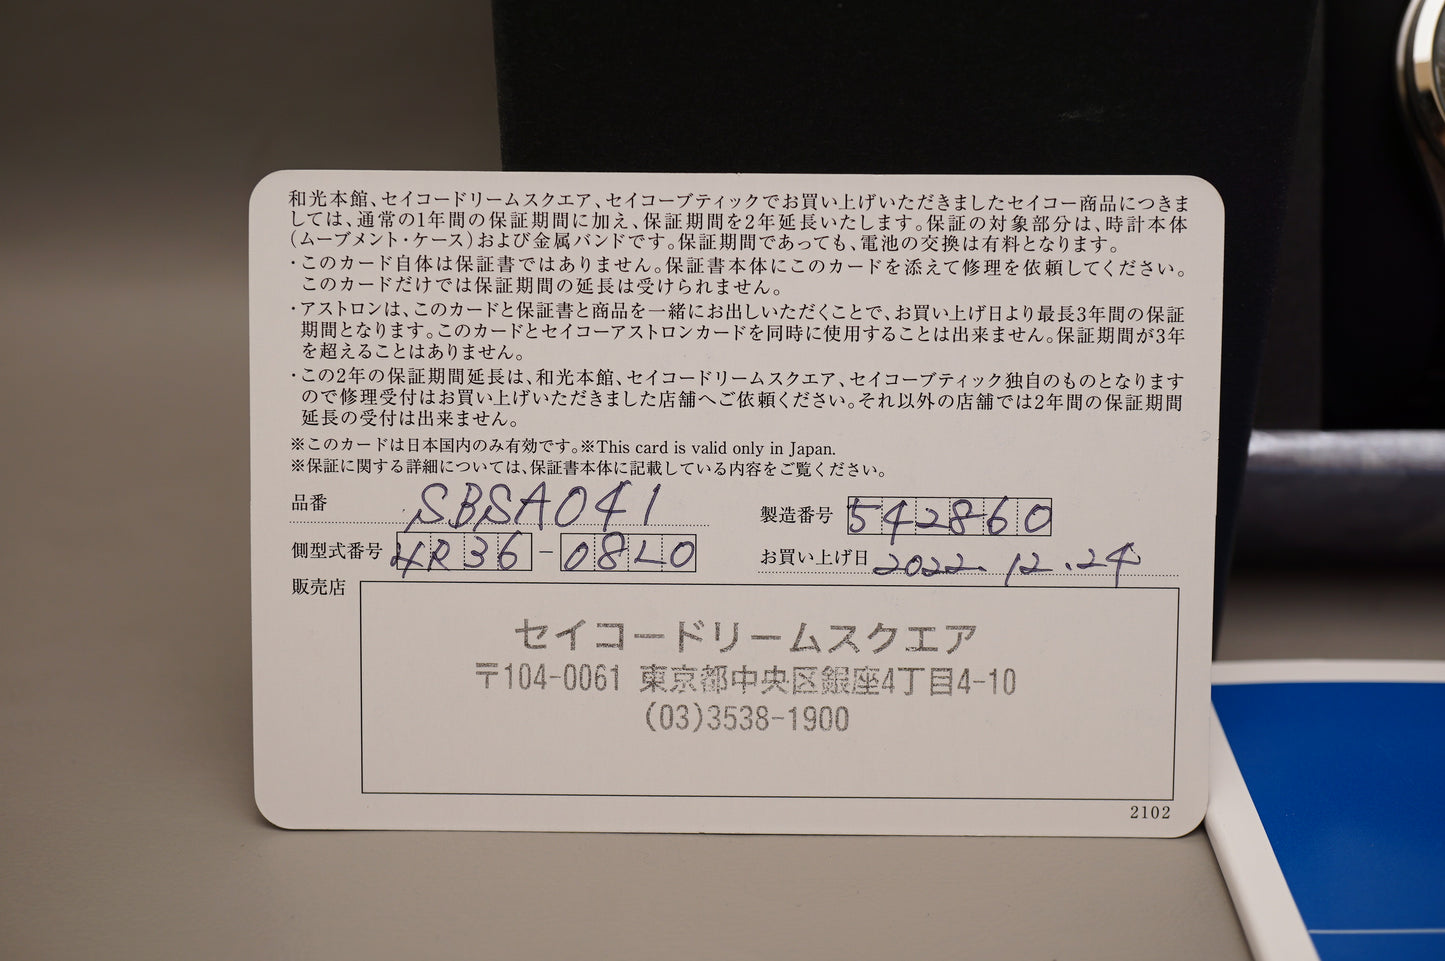 和光本館、セイコードリームスクエア、セイコーブティックでお買い上げいただきましたセイコー商品につきま
しては、通常の1年間の保証期間に加え、保証期間を2年延長いたします。保証の対象部分は、時計本体
（ムーブメント・ケース）および金属バンドです。保証期間であっても、電池の交換は有料となります。
・このカード自体は保証書ではありません。保証書本体にこのカードを添えて修理を依頼してください。
このカードだけでは保証期間の延長は受けられません。
・アストロンは、このカードと保証書と商品を一緒にお出しいただくことで、お買い上げ日より最長3年間の保証
期間となります。このカードとセイコーアストロンカードを同時に使用することは出来ません。保証期間が3年
を超えることはありません。
・この2年の保証期間延長は、和光本館、セイコードリームスクエア、セイコーブティック独自のものとなります
ので修理受付はお買い上げいただきました店舗へご依頼ください。それ以外の店舗では2年間の保証期間
延長の受付は出来ません。
※このカードは日本国内のみ有効です。※This card is valid only in Japan.
※保証に関する詳細については、保証書本体に記載している内容をご覧ください。
品番 SBSA041 製造番号 542860
側型式番号 4R36-08L0 お買い上げ日 2022.12.24
販売店
セイコードリームスクエア
〒104-0061 東京都中央区銀座4丁目4-10
(03)3538-1900
2102